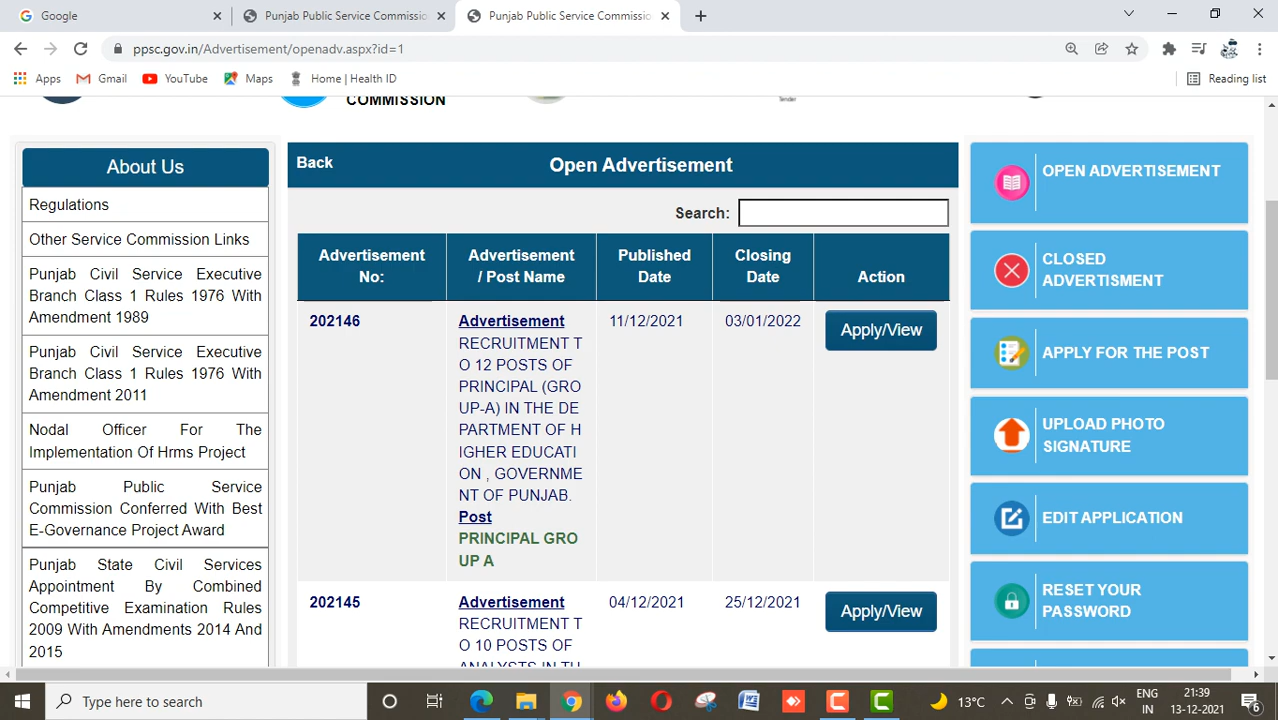 Google
Punjab Public Service Commissio
Punjab Public Service Commissio
ppsc.gov.in/Advertisement/openadv.aspx?id=1
Apps
Gmail
YouTube
Maps
Home | Health ID
Reading list
COMMISSION
Tender
About Us
Regulations
Other Service Commission Links
Punjab Civil Service Executive
Branch Class 1 Rules 1976 With
Amendment 1989
Punjab Civil Service Executive
Branch Class 1 Rules 1976 With
Amendment 2011
Nodal Officer For The
Implementation Of Hrms Project
Punjab Public Service
Commission Conferred With Best
E-Governance Project Award
Punjab State Civil Services
Appointment By Combined
Competitive Examination Rules
2009 With Amendments 2014 And
2015
Back
Open Advertisement
Search:
Advertisement
No:
Advertisement
/ Post Name
Published
Date
Closing
Date
Action
202146
Advertisement
RECRUITMENT T
O 12 POSTS OF
PRINCIPAL (GRO
UP-A) IN THE DE
PARTMENT OF H
IGHER EDUCATI
ON , GOVERNME
NT OF PUNJAB.
Post
PRINCIPAL GRO
UP A
11/12/2021
03/01/2022
Apply/View
202145
Advertisement
RECRUITMENT T
O 10 POSTS OF
ANALYSTS IN TH
04/12/2021
25/12/2021
Apply/View
OPEN ADVERTISEMENT
CLOSED
ADVERTISMENT
APPLY FOR THE POST
UPLOAD PHOTO
SIGNATURE
EDIT APPLICATION
RESET YOUR
PASSWORD
Type here to search
13°C
ENG
IN
21:39
13-12-2021
6